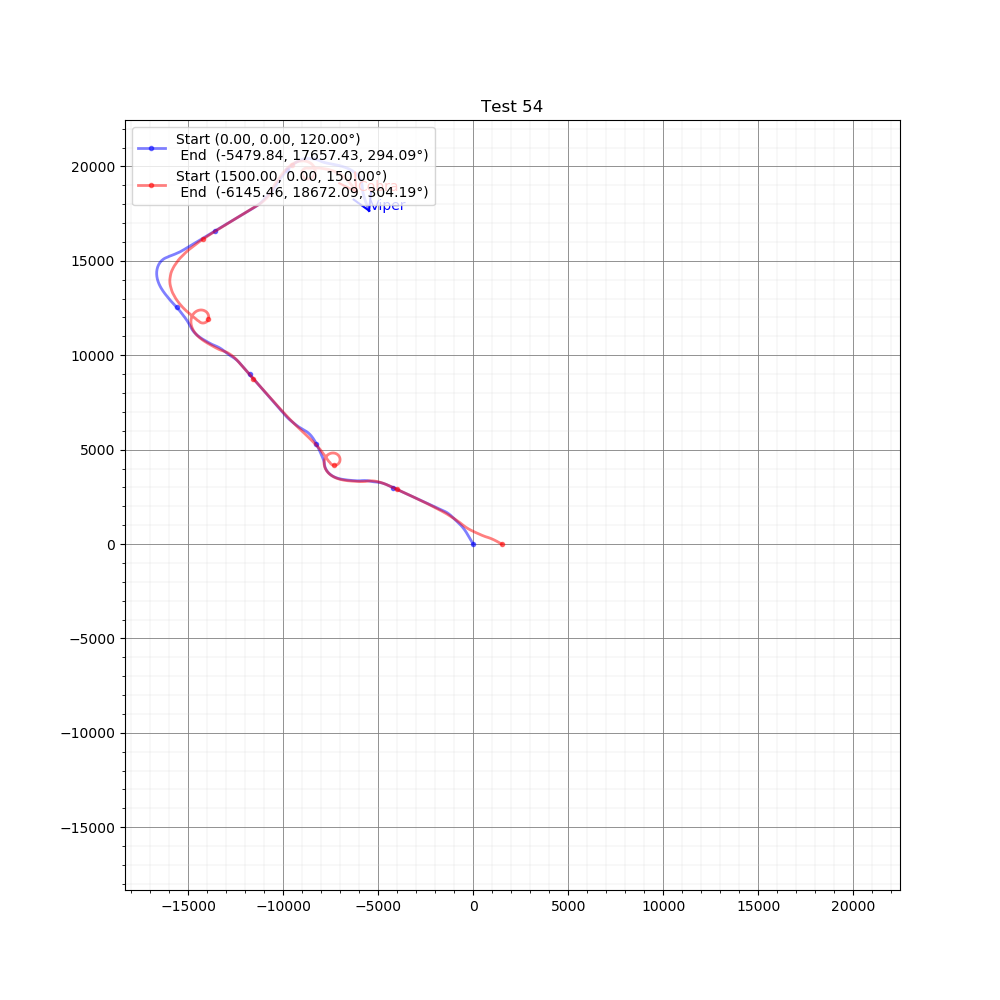 Test 54
Start (0.00, 0.00, 120.00°)
End (-5479.84, 17657.43, 294.09°)
Start (1500.00, 0.00, 150.00°)
End (-6145.46, 18672.09, 304.19°)
Viper
20000
15000
10000
5000
0
−5000
−10000
−15000
−15000 −10000 −5000 0 5000 10000 15000 20000